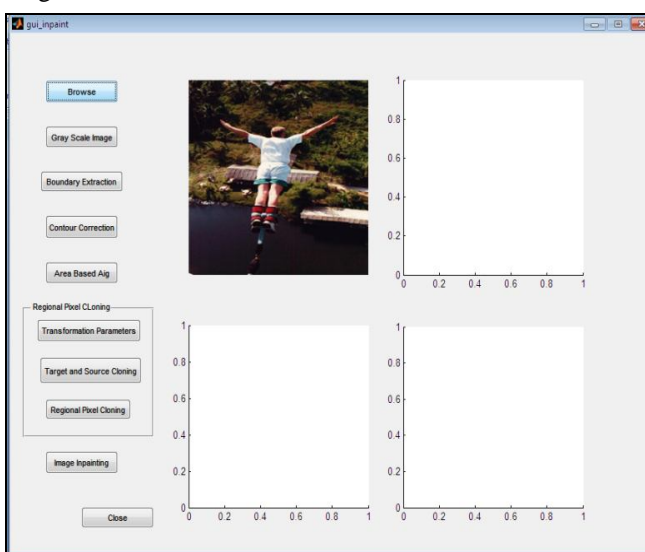 gui_inpaint
Browse
Gray Scale Image
Boundary Extraction
Contour Correction
Area Based Aig
Regional Pixel CLoning
Transformation Parameters
Target and Source Cloning
Regional Pixel Cloning
Image Inpainting
Close
1
0.8
0.6
0.4
0.2
0
0 0.2 0.4 0.6 0.8 1
1
0.8
0.6
0.4
0.2
0
0 0.2 0.4 0.6 0.8 1
1
0.8
0.6
0.4
0.2
0
0 0.2 0.4 0.6 0.8 1